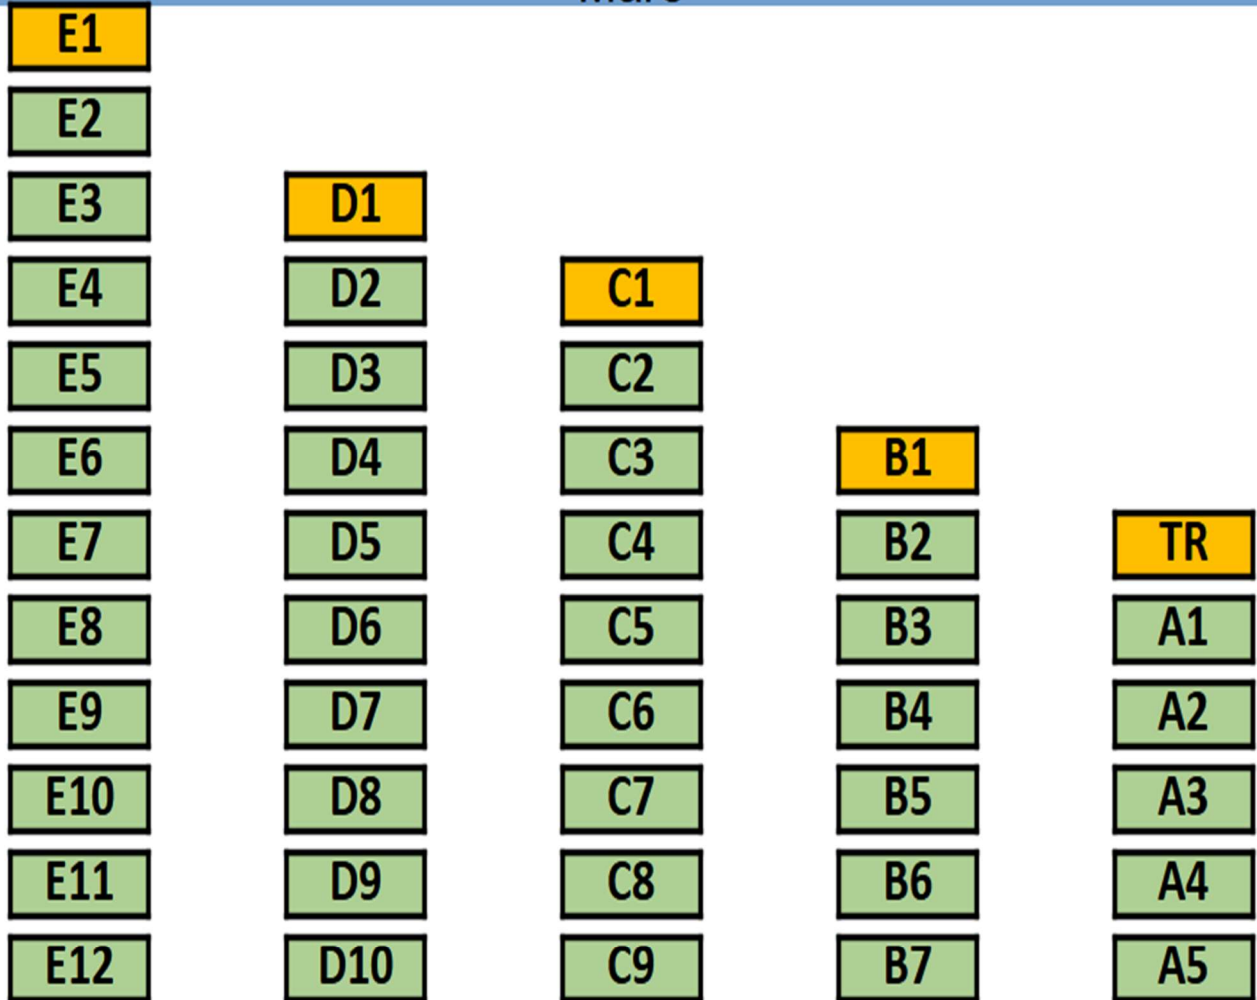 E1
E2
E3 D1
E4 D2 C1
E5 D3 C2
E6 D4 C3 B1
E7 D5 C4 B2 TR
E8 D6 C5 B3 A1
E9 D7 C6 B4 A2
E10 D8 C7 B5 A3
E11 D9 C8 B6 A4
E12 D10 C9 B7 A5